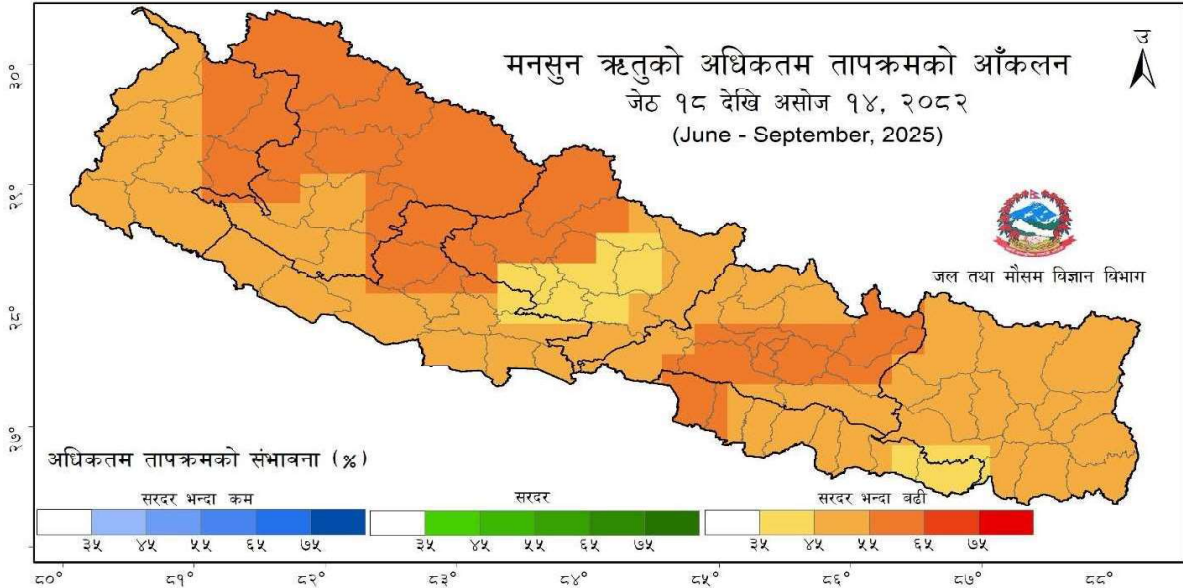 मनसुन ऋतुको अधिकतम तापक्रमको आँकलन
जेठ १८ देखि असोज १४, २०८२
(June - September, 2025)
उ
जल तथा मौसम विज्ञान विभाग
३०°
२९°
२८°
२७°
अधिकतम तापक्रमको संभावना (%)
सरदर भन्दा कम
सरदर
सरदर भन्दा बढी
३५ ४५ ५५ ६५ ७५
३५ ४५ ५५ ६५ ७५
३५ ४५ ५५ ६५ ७५
८०° ८१° ८२° ८३° ८४° ८५° ८६° ८७° ८८°